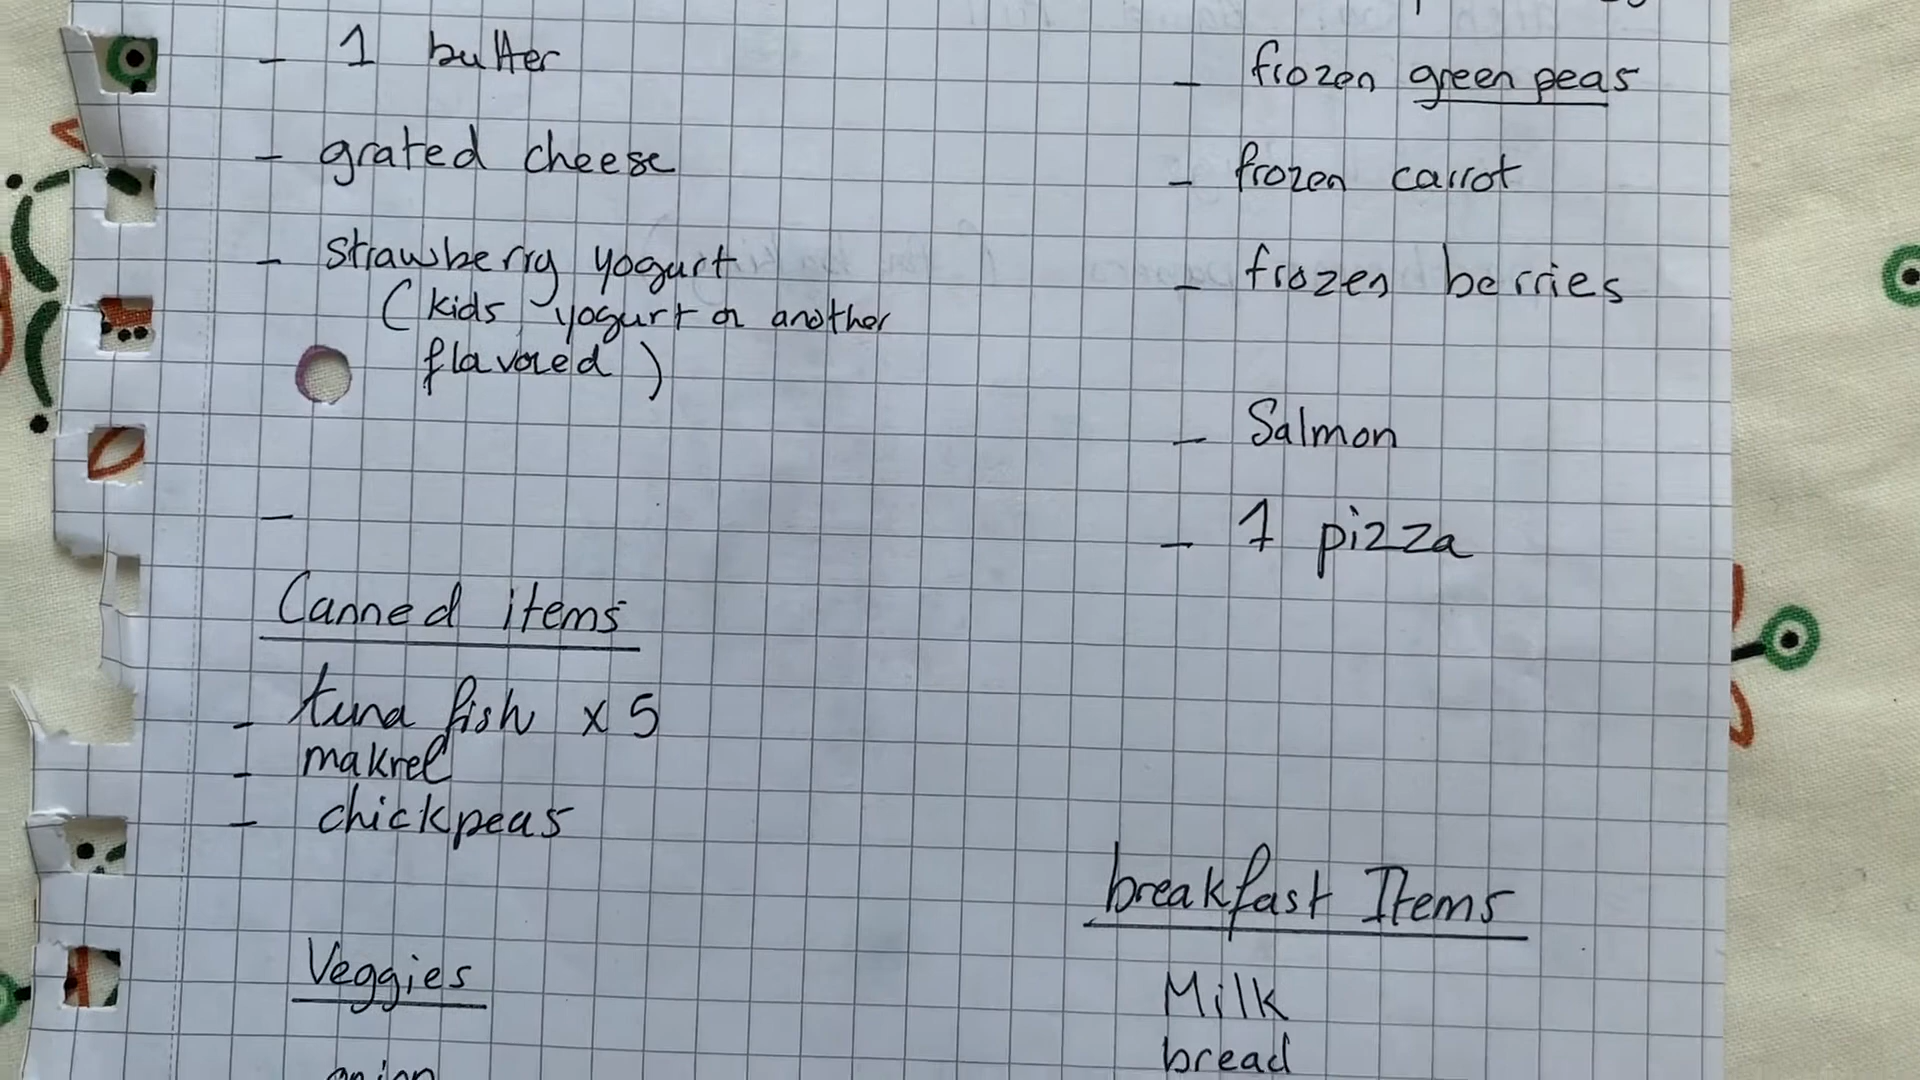 - 1 butter
- grated cheese
- strawberry yogurt
(kids yogurt or another
flavored)
-
Canned items
- tuna fish x 5
- makrel
- chickpeas
Veggies
onion
- frozen green peas
- frozen carrot
- frozen berries
- Salmon
- 1 pizza
breakfast Items
Milk
bread